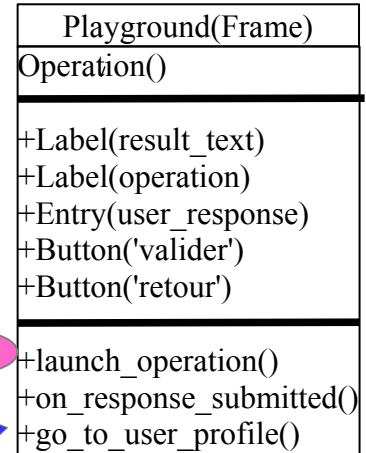 Playground(Frame)
Operation()
+Label(result_text)
+Label(operation)
+Entry(user_response)
+Button('valider')
+Button('retour')
+launch_operation()
+on_response_submitted()
+go_to_user_profile()